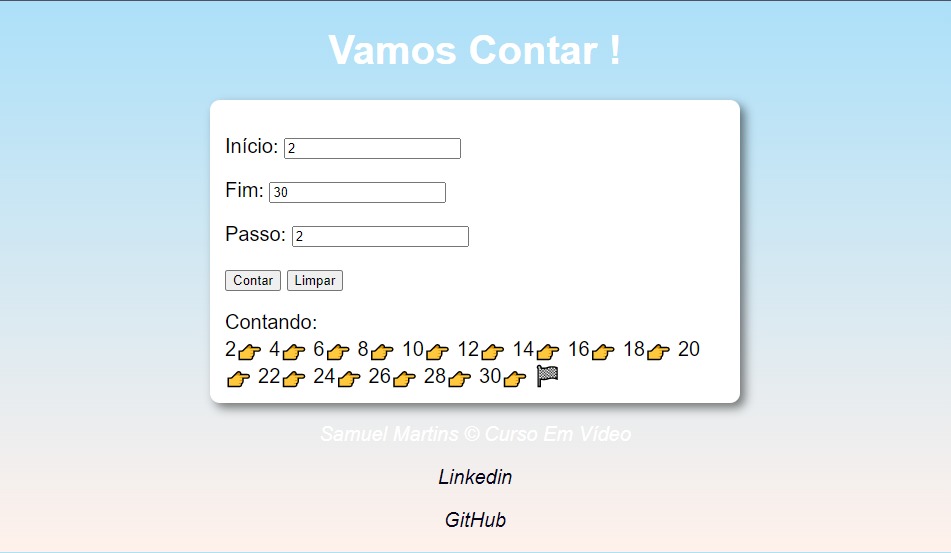 Vamos Contar !
Início: 2
Fim: 30
Passo: 2
Contar Limpar
Contando:
2👉 4👉 6👉 8👉 10👉 12👉 14👉 16👉 18👉 20
👉 22👉 24👉 26👉 28👉 30👉 🏁
Samuel Martins © Curso Em Vídeo
Linkedin
GitHub